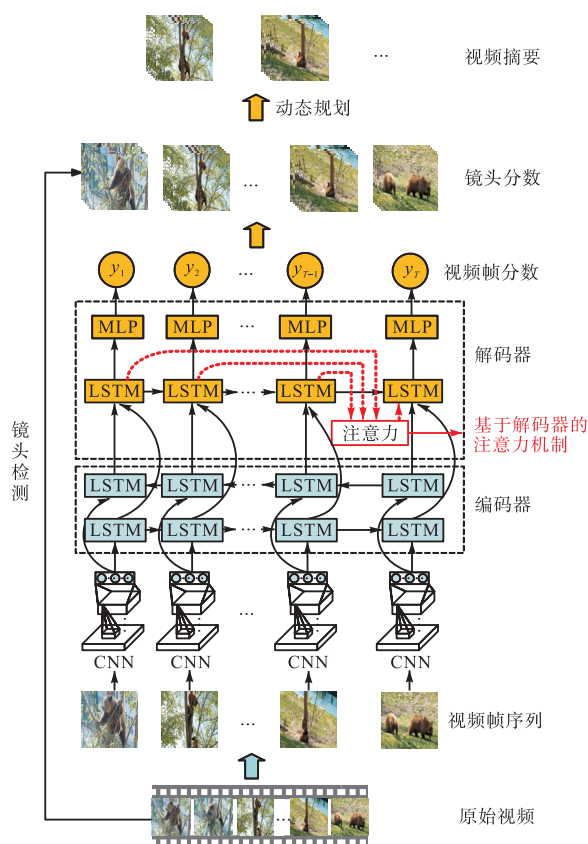 ... 视频摘要
动态规划
... 镜头分数
y1 y2 ... yT-1 yT 视频帧分数
MLP MLP ... MLP MLP
解码器
LSTM LSTM ... LSTM LSTM
注意力
基于解码器的
注意力机制
LSTM LSTM ... LSTM LSTM
编码器
LSTM LSTM ... LSTM LSTM
镜头检测
...
CNN CNN CNN CNN
... 视频帧序列
... 原始视频